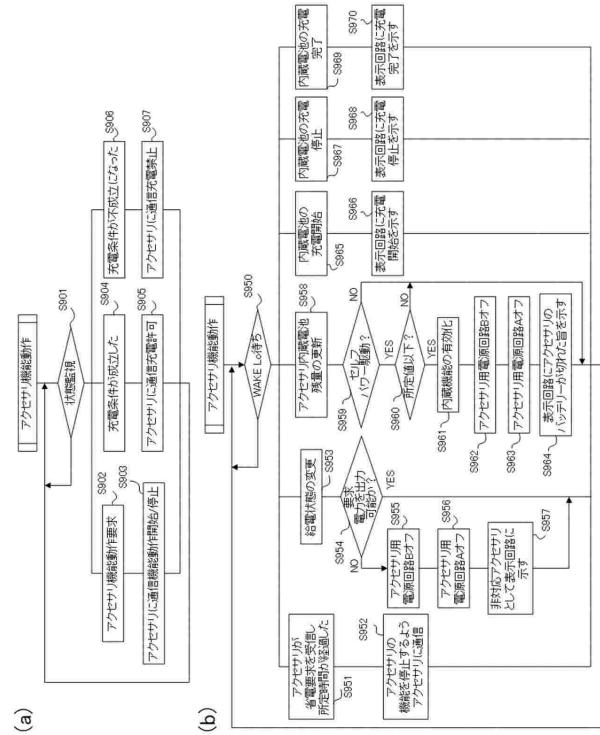 (a)
アクセサリ機能動作
状態監視
S901
アクセサリ機能動作要求
S902
アクセサリに通信機能動作開始/停止
S903
充電条件が成立した
S904
アクセサリに通信充電許可
S905
充電条件が不成立になった
S906
アクセサリに通信充電禁止
S907
(b)
アクセサリ機能動作
WAKE Lo待ち
S950
アクセサリが
省電要求を受信し
所定時間が経過した
S951
アクセサリの
機能を停止するよう
アクセサリに通信
S952
給電状態の変更
S953
要求
電力を出力
可能か?
S954
NO
YES
アクセサリ用
電源回路Bオフ
S955
アクセサリ用
電源回路Aオフ
S956
非対応アクセサリ
として表示回路に
示す
S957
アクセサリ内蔵電池
残量の更新
S958
セルフ
パワー駆動?
S959
NO
YES
所定値以下?
S960
NO
YES
内蔵機能の有効化
S961
アクセサリ用電源回路Bオフ
S962
アクセサリ用電源回路Aオフ
S963
表示回路にアクセサリの
バッテリーが切れた旨を示す
S964
内蔵電池の
充電開始
S965
表示回路に充電
開始を示す
S966
内蔵電池の充電
停止
S967
表示回路に充電
停止を示す
S968
内蔵電池の充電
完了
S969
表示回路に充電
完了を示す
S970